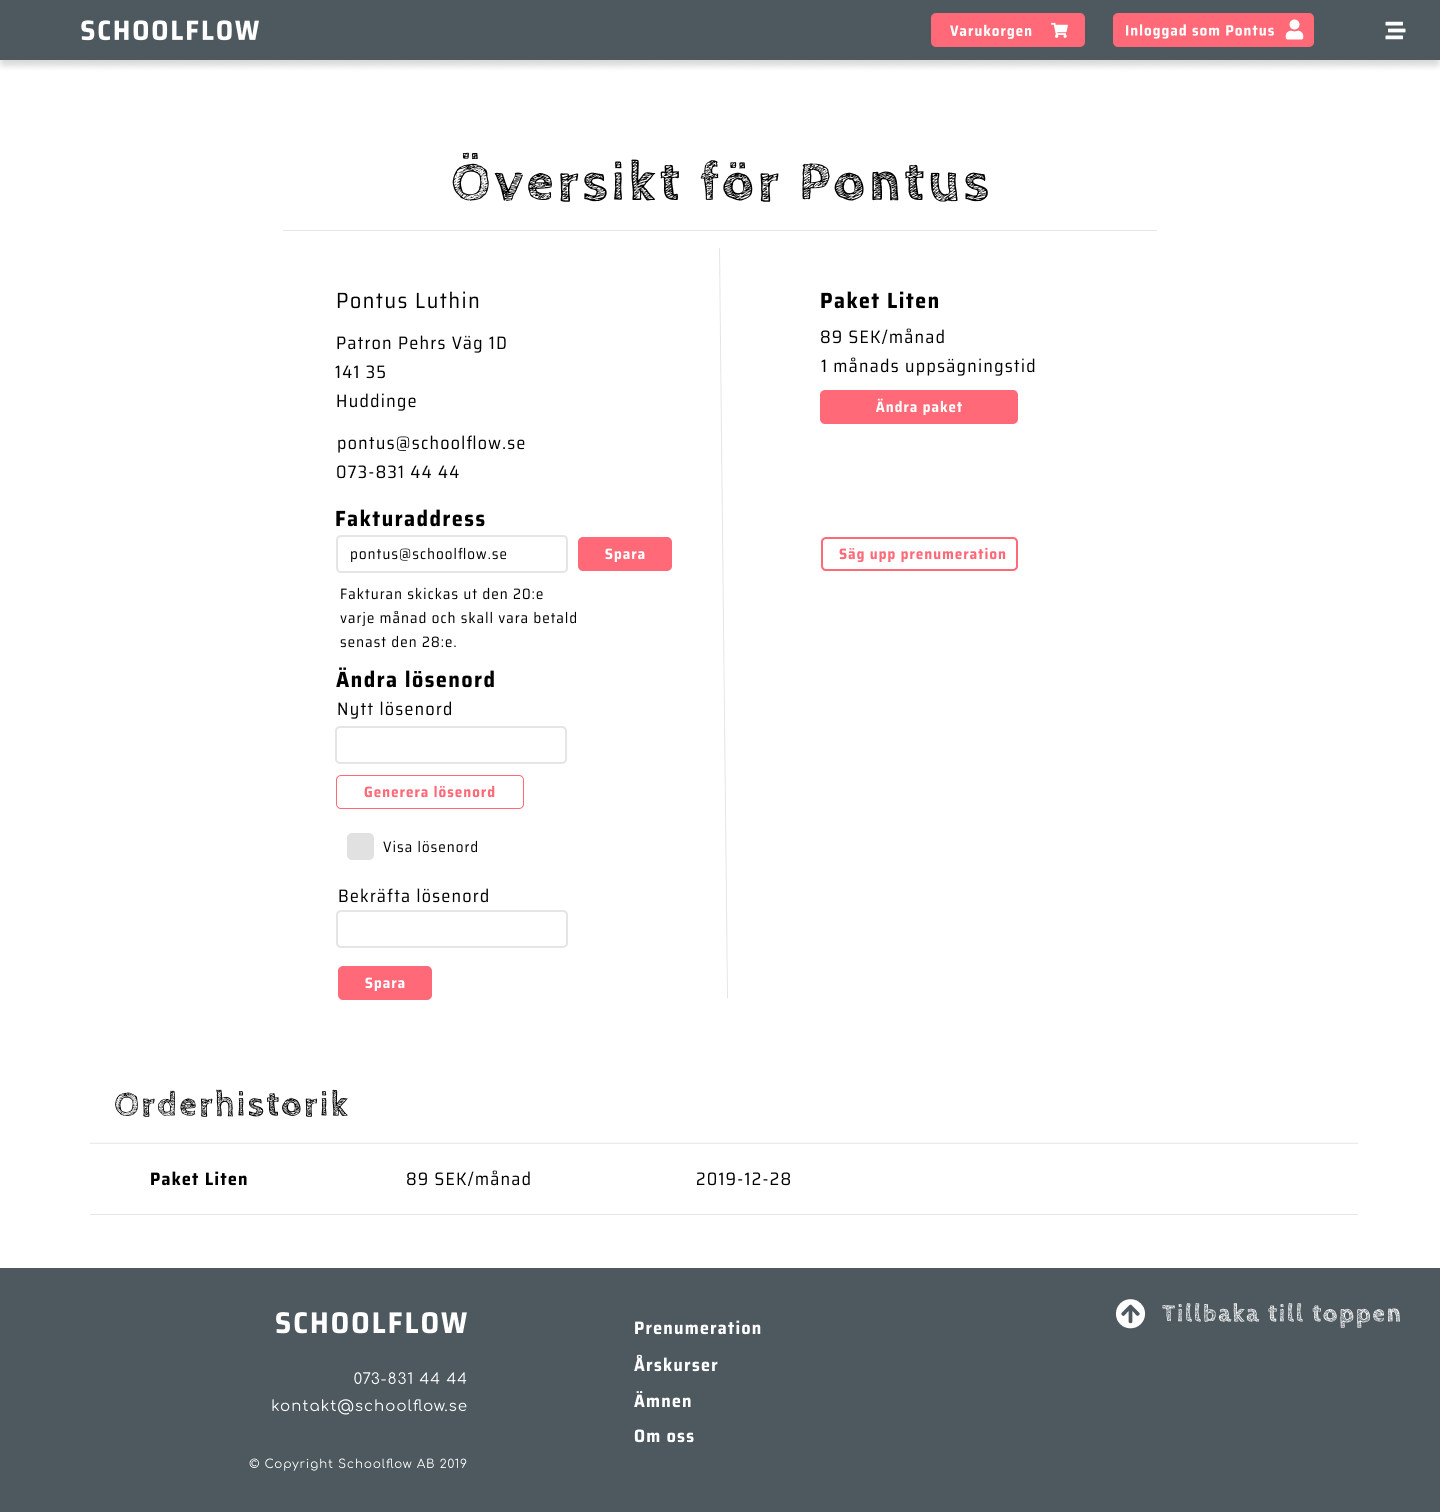 SCHOOLFLOW
Varukorgen
Inloggad som Pontus
Översikt för Pontus
Pontus Luthin
Patron Pehrs Väg 1D
141 35
Huddinge
pontus@schoolflow.se
073-831 44 44
Fakturaddress
pontus@schoolflow.se
Spara
Fakturan skickas ut den 20:e
varje månad och skall vara betald
senast den 28:e.
Ändra lösenord
Nytt lösenord
Generera lösenord
Visa lösenord
Bekräfta lösenord
Spara
Paket Liten
89 SEK/månad
1 månads uppsägningstid
Ändra paket
Säg upp prenumeration
Orderhistorik
Paket Liten
89 SEK/månad
2019-12-28
SCHOOLFLOW
073-831 44 44
kontakt@schoolflow.se
© Copyright Schoolflow AB 2019
Prenumeration
Årskurser
Ämnen
Om oss
Tillbaka till toppen